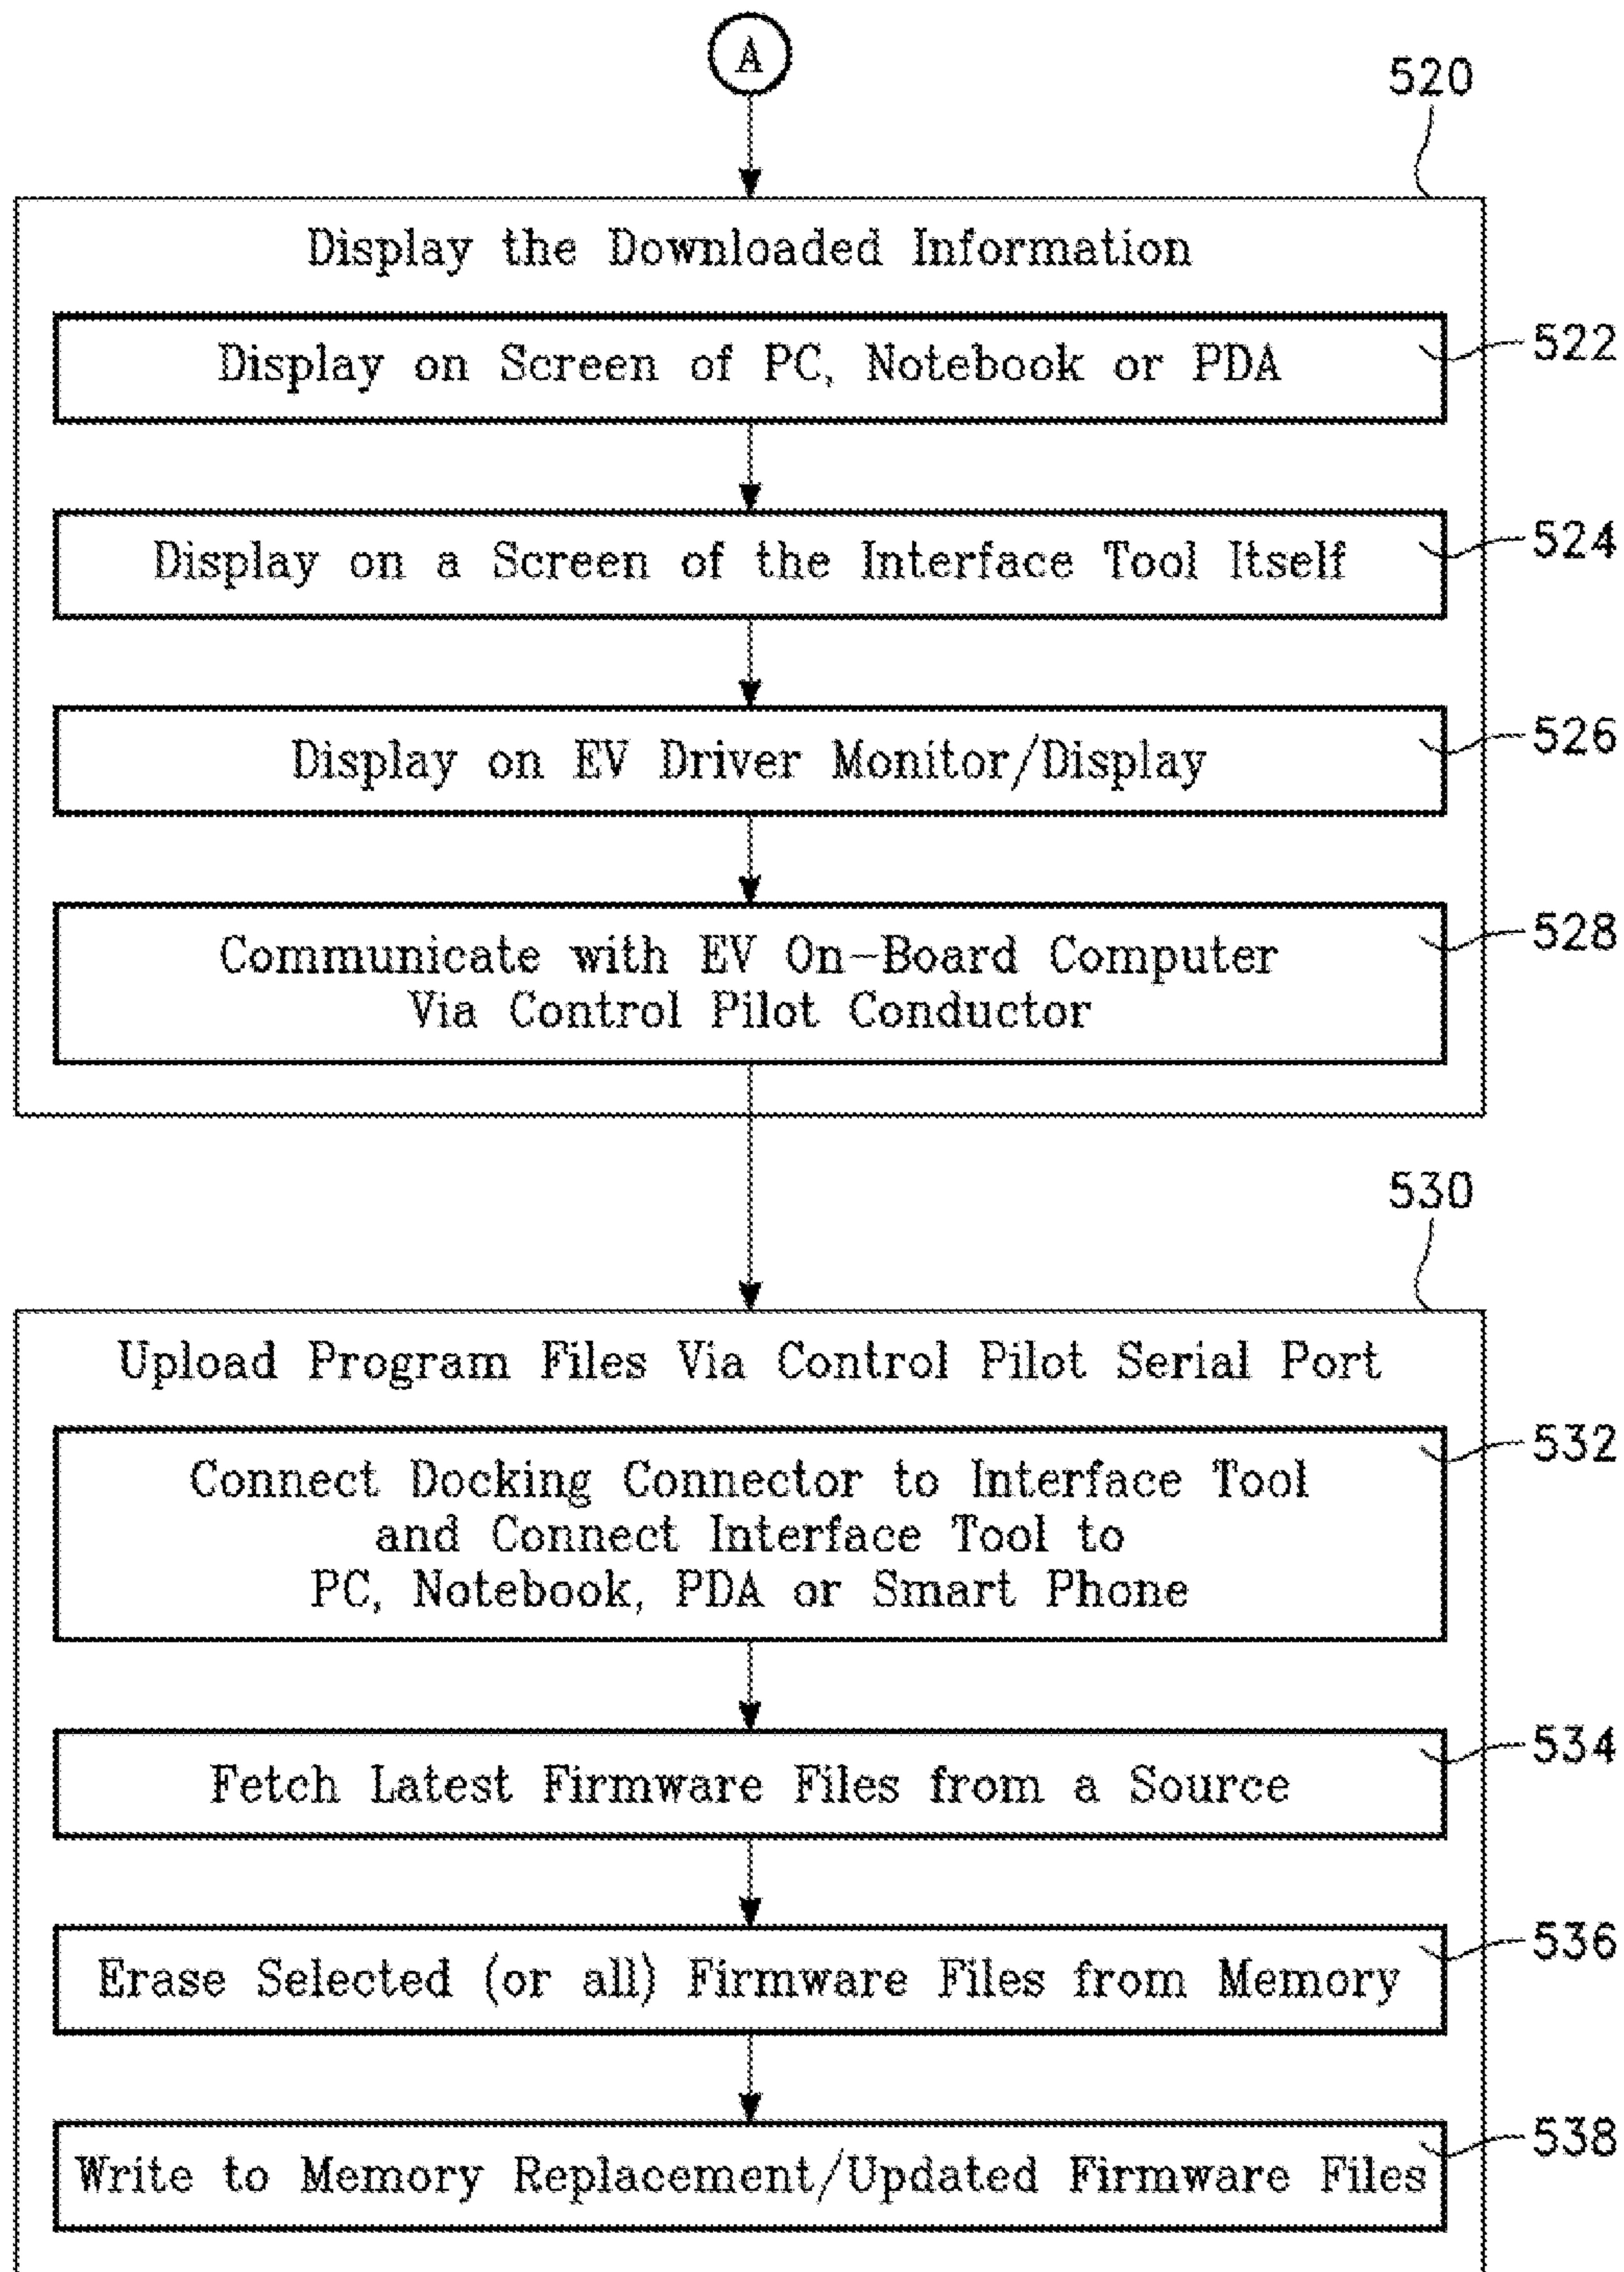 A
520
Display the Downloaded Information
Display on Screen of PC, Notebook or PDA
522
Display on a Screen of the Interface Tool Itself
524
Display on EV Driver Monitor/Display
526
Communicate with EV On-Board Computer
Via Control Pilot Conductor
528
530
Upload Program Files Via Control Pilot Serial Port
Connect Docking Connector to Interface Tool
and Connect Interface Tool to
PC, Notebook, PDA or Smart Phone
532
Fetch Latest Firmware Files from a Source
534
Erase Selected (or all) Firmware Files from Memory
536
Write to Memory Replacement/Updated Firmware Files
538